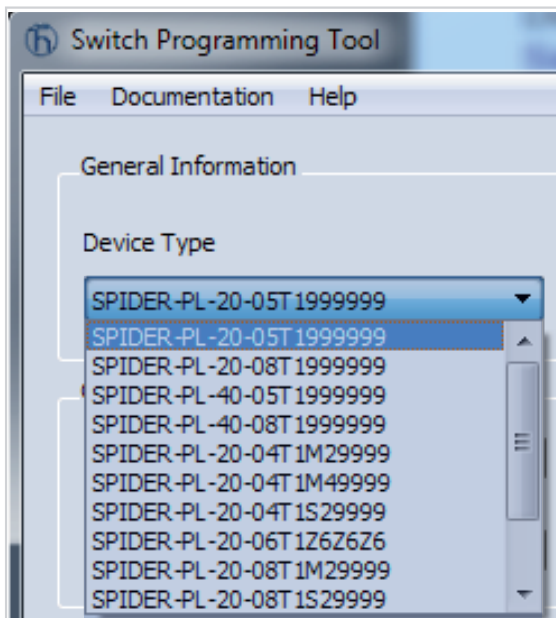 Switch Programming Tool
File Documentation Help
General Information
Device Type
SPIDER-PL-20-05T1999999
SPIDER-PL-20-05T1999999
SPIDER-PL-20-08T1999999
SPIDER-PL-40-05T1999999
SPIDER-PL-40-08T1999999
SPIDER-PL-20-04T1M29999
SPIDER-PL-20-04T1M49999
SPIDER-PL-20-04T1S29999
SPIDER-PL-20-06T1Z6Z6Z6
SPIDER-PL-20-08T1M29999
SPIDER-PL-20-08T1S29999